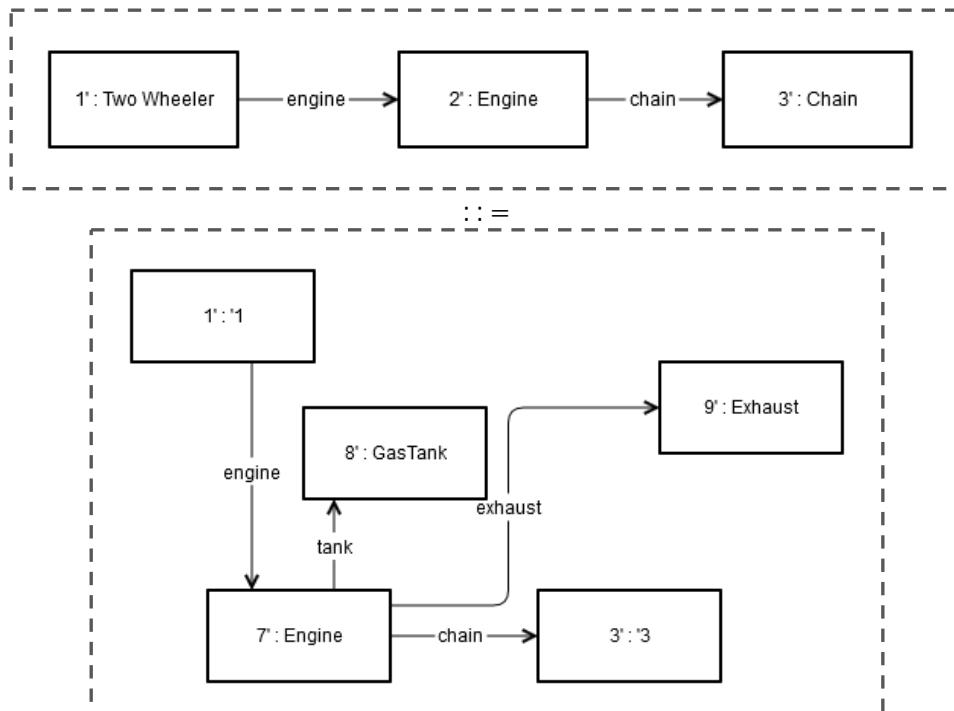 1' : Two Wheeler
engine
2' : Engine
chain
3' : Chain
: : =
1' : '1
9' : Exhaust
8' : GasTank
engine
exhaust
tank
7' : Engine
chain
3' : '3